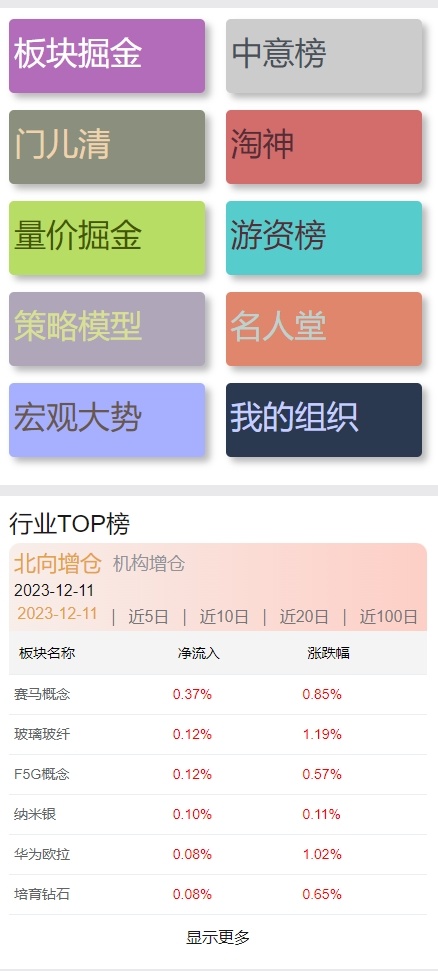 板块掘金 中意榜
门儿清 淘神
量价掘金 游资榜
策略模型 名人堂
宏观大势 我的组织
行业TOP榜
北向增仓 机构增仓
2023-12-11
2023-12-11 | 近5日 | 近10日 | 近20日 | 近100日
板块名称 净流入 涨跌幅
赛马概念 0.37% 0.85%
玻璃玻纤 0.12% 1.19%
F5G概念 0.12% 0.57%
纳米银 0.10% 0.11%
华为欧拉 0.08% 1.02%
培育钻石 0.08% 0.65%
显示更多